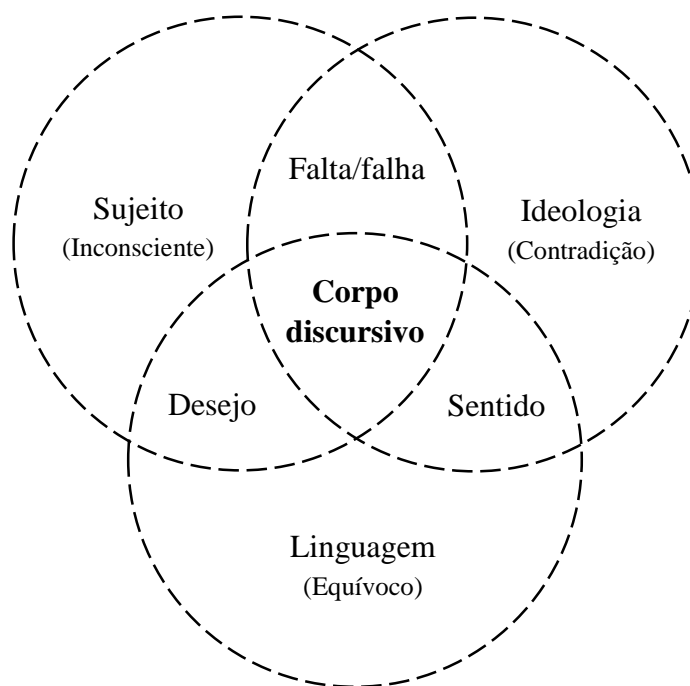 Falta/falha
Sujeito
(Inconsciente)
Ideologia
(Contradição)
Corpo
discursivo
Desejo
Sentido
Linguagem
(Equívoco)